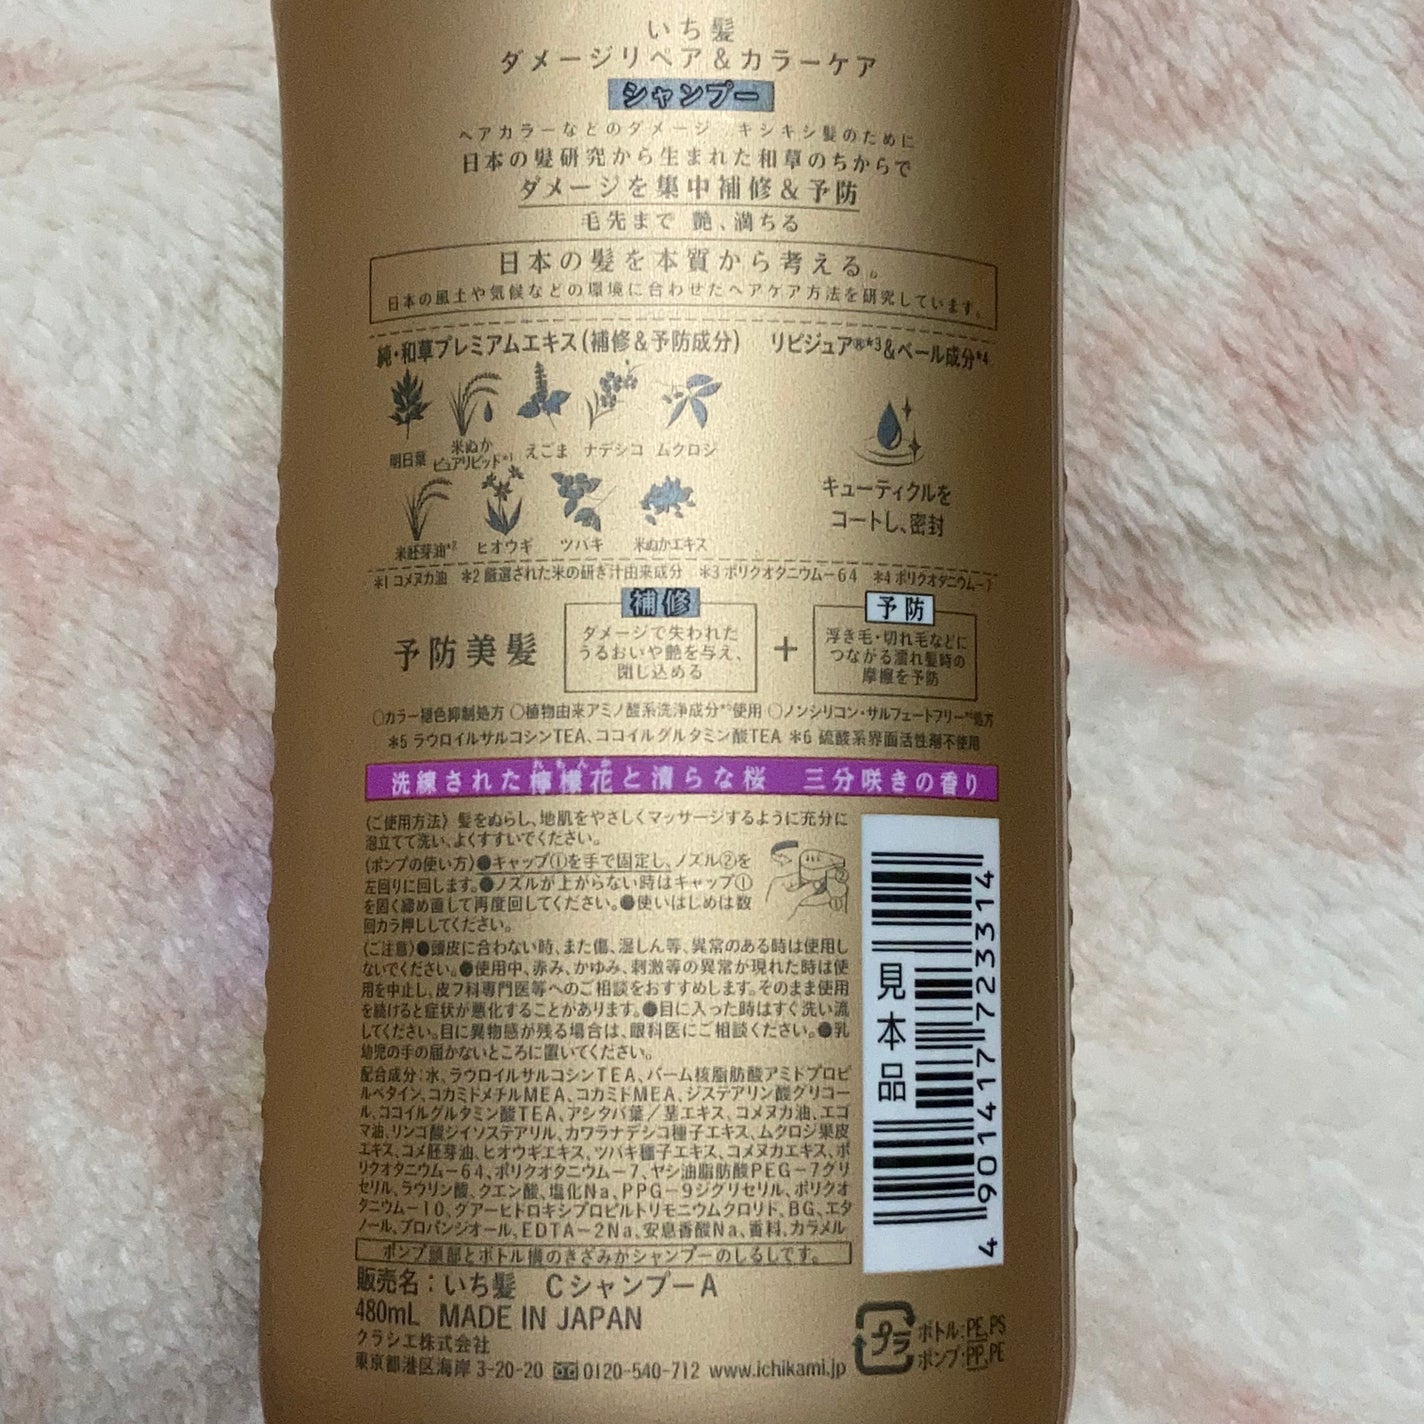 いち髪
ダメージリペア&カラーケア
シャンプー
ヘアカラーなどのダメージ キシキシ髪のために
日本の髪研究から生まれた和草のちからで
ダメージを集中補修&予防
毛先まで 艶、満ちる
日本の髪を本質から考える。
日本の風土や気候などの環境に合わせたヘアケア方法を研究しています。
純・和草プレミアムエキス(補修&予防成分)
明日葉 米ぬかピュアリピッド*1 えごま ナデシコ ムクロジ
米胚芽油*2 ヒオウギ ツバキ 米ぬかエキス
リピジュア®*3&ベール成分*4
キューティクルを
コートし、密封
*1 コメヌカ油 *2 厳選された米の研ぎ汁由来成分 *3 ポリクオタニウム-64 *4 ポリクオタニウム-7
予防美髪
補修
ダメージで失われた
うるおいや艶を与え、
閉じ込める
+
予防
浮き毛・切れ毛などに
つながる濡れ髪時の
摩擦を予防
○カラー褪色抑制処方 ○植物由来アミノ酸系洗浄成分*5使用 ○ノンシリコン・サルフェートフリー*6処方
*5 ラウロイルサルコシンTEA、ココイルグルタミン酸TEA *6 硫酸系界面活性剤不使用
洗練された檸檬花と清らな桜 三分咲きの香り
〈ご使用方法〉髪をぬらし、地肌をやさしくマッサージするように充分に
泡立てて洗い、よくすすいでください。
〈ポンプの使い方〉●キャップ①を手で固定し、ノズル②を
左回りに回します。●ノズルが上がらない時はキャップ①
を固く締め直して再度回してください。●使いはじめは数
回カラ押ししてください。
〈ご注意〉●頭皮に合わない時、また傷、湿しん等、異常のある時は使用し
ないでください。●使用中、赤み、かゆみ、刺激等の異常が現れた時は使
用を中止し、皮フ科専門医等へのご相談をおすすめします。そのまま使用
を続けると症状が悪化することがあります。●目に入った時はすぐ洗い流
してください。目に異物感が残る場合は、眼科医にご相談ください。●乳
幼児の手の届かないところに置いてください。
配合成分:水、ラウロイルサルコシンTEA、パーム核脂肪酸アミドプロピ
ルベタイン、コカミドメチルMEA、コカミドMEA、ジステアリン酸グリコー
ル、ココイルグルタミン酸TEA、アシタバ葉/茎エキス、コメヌカ油、エゴ
マ油、リンゴ酸ジイソステアリル、カワラナデシコ種子エキス、ムクロジ果皮
エキス、コメ胚芽油、ヒオウギエキス、ツバキ種子エキス、コメヌカエキス、ポ
リクオタニウム-64、ポリクオタニウム-7、ヤシ油脂肪酸PEG-7グリ
セリル、ラウリン酸、クエン酸、塩化Na、PPG-9ジグリセリル、ポリクオ
タニウム-10、グアーヒドロキシプロピルトリモニウムクロリド、BG、エタ
ノール、プロパンジオール、EDTA-2Na、安息香酸Na、香料、カラメル
ポンプ頭部とボトル横のきざみがシャンプーのしるしです。
販売名:いち髪 CシャンプーA
480mL MADE IN JAPAN
クラシエ株式会社
東京都港区海岸 3-20-20 0120-540-712 www.ichikami.jp
見本品
4 901417 723314
プラ
ボトル:PE,PS
ポンプ:PP,PE